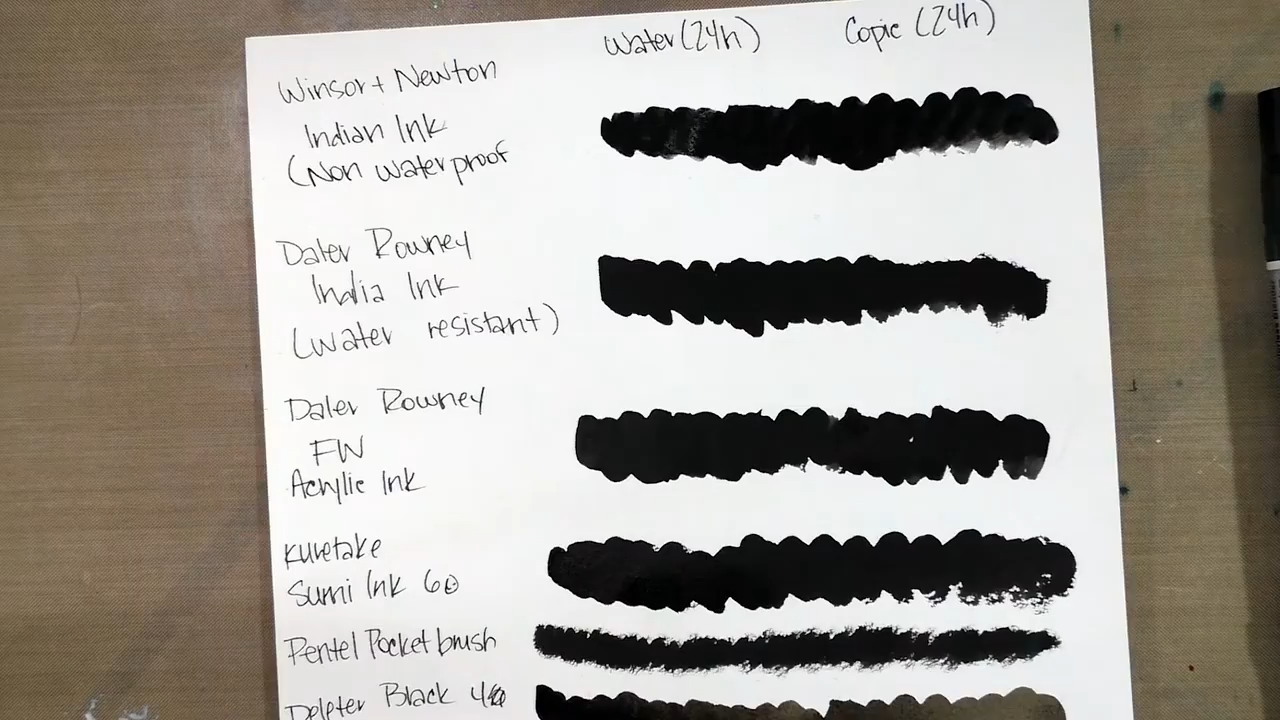 Water (24h) Copic (24h)
Winsor + Newton
Indian Ink
(Non waterproof
Daler Rowney
India Ink
(water resistant)
Daler Rowney
FW
Acrylic Ink
Kuretake
Sumi Ink 60
Pentel Pocket brush
Deleter Black 4